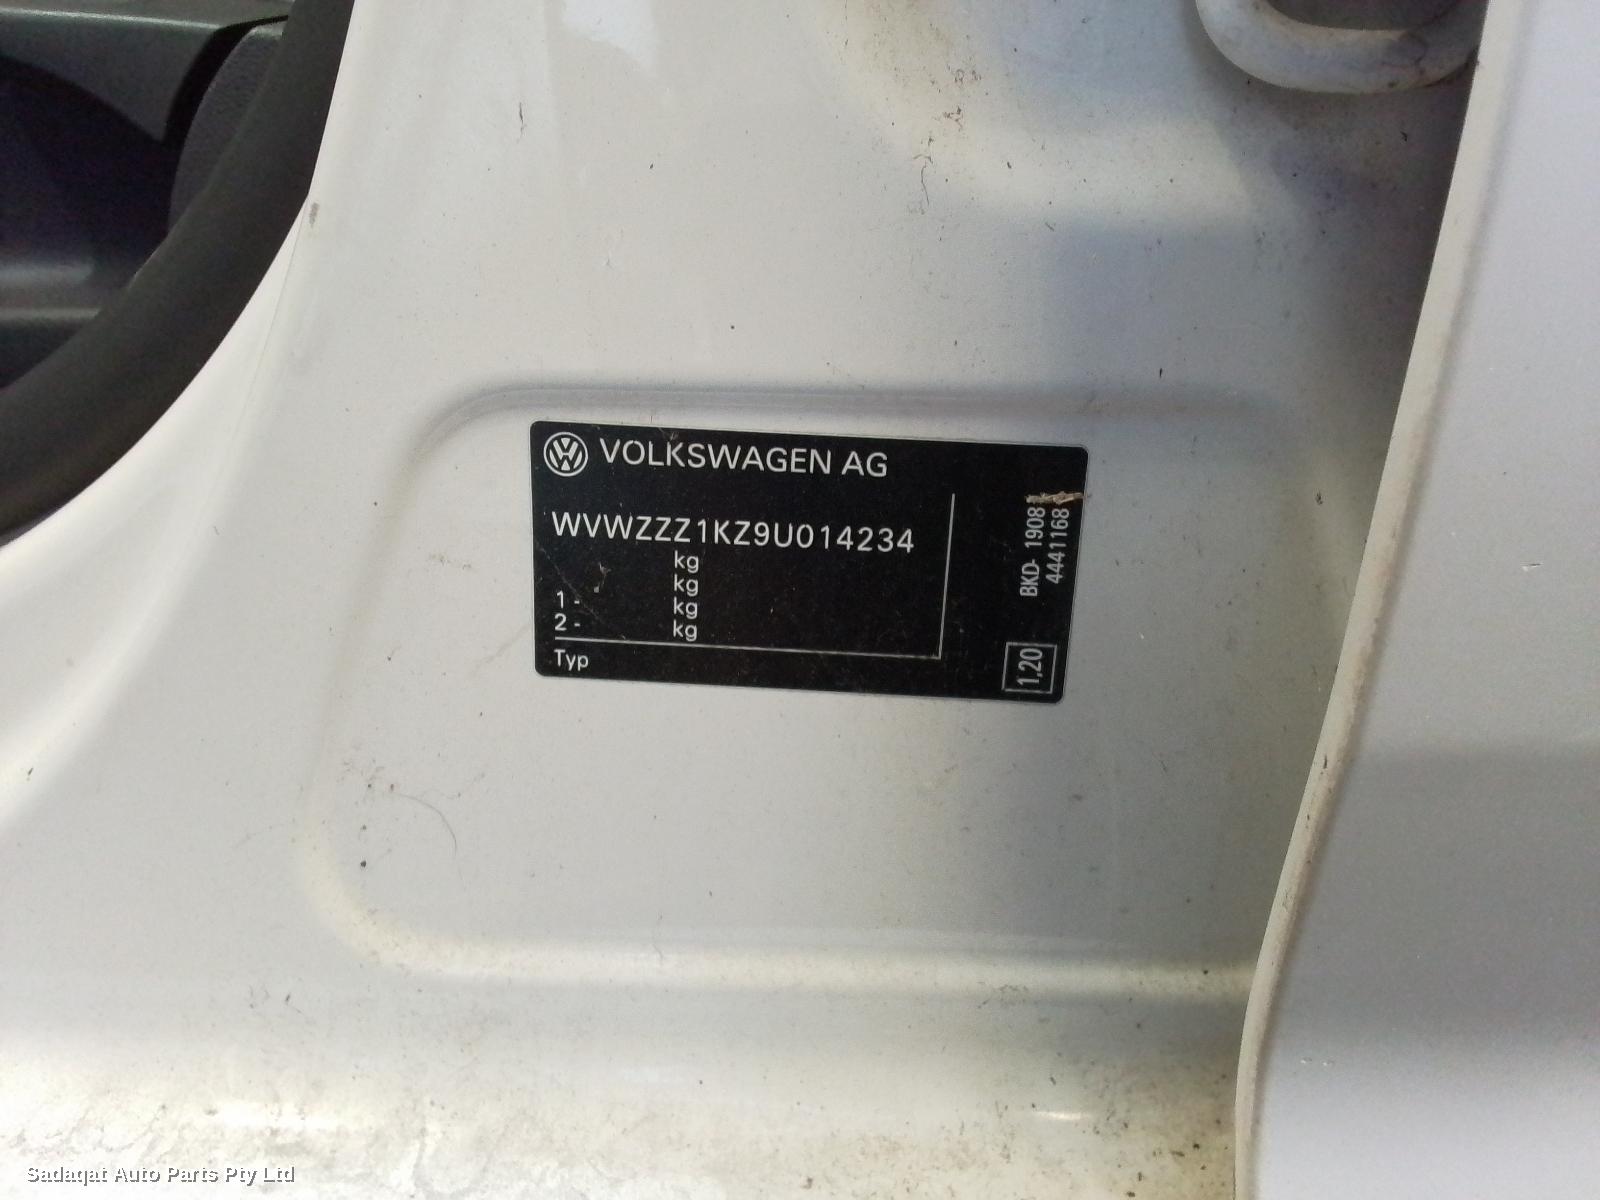 VOLKSWAGEN AG
WVWZZZ1KZ9U014234
kg
kg
1 - kg
2 - kg
Typ
BKD- 1908
4441168
1,20
Sadaqat Auto Parts Pty Ltd